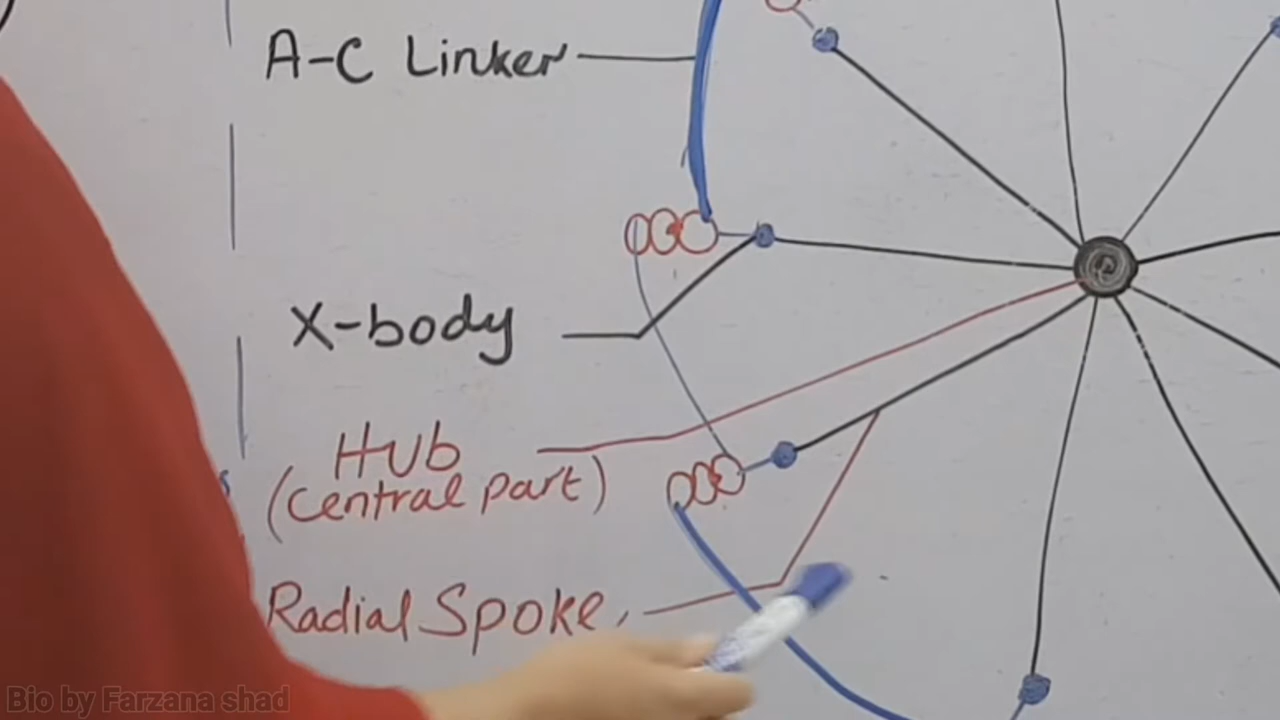 A-C Linker
X-body
Hub
(Central part)
Radial Spoke
Bio by Farzana shad